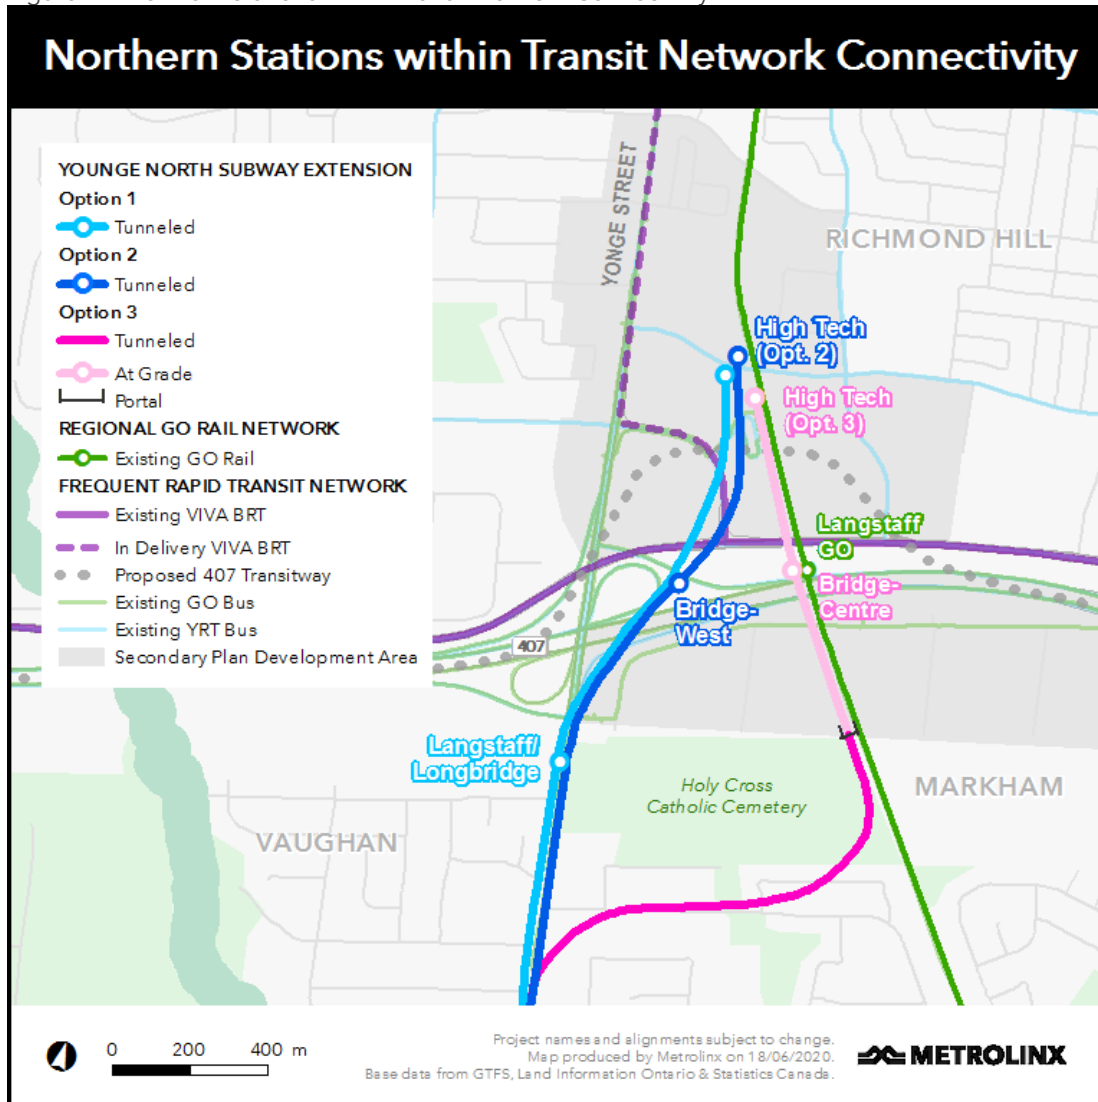 Northern Stations within Transit Network Connectivity
YOUNGE NORTH SUBWAY EXTENSION
Option 1
Tunneled
Option 2
Tunneled
Option 3
Tunneled
At Grade
Portal
REGIONAL GO RAIL NETWORK
Existing GO Rail
FREQUENT RAPID TRANSIT NETWORK
Existing VIVA BRT
In Delivery VIVA BRT
Proposed 407 Transitway
Existing GO Bus
Existing YRT Bus
Secondary Plan Development Area
YONGE STREET
RICHMOND HILL
High Tech
(Opt. 2)
High Tech
(Opt. 3)
Langstaff
GO
Bridge-
Centre
Bridge-
West
407
Langstaff/
Longbridge
Holy Cross
Catholic Cemetery
MARKHAM
VAUGHAN
0 200 400 m
Project names and alignments subject to change.
Map produced by Metrolinx on 18/06/2020.
Base data from GTFS, Land Information Ontario & Statistics Canada.
METROLINX